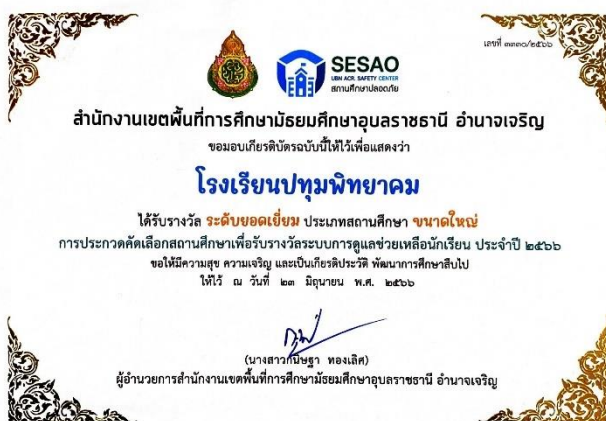 เลขที่ ๓๓๓๐/๒๕๖๖
SESAO
UBN ACR. SAFETY CENTER
สถานศึกษาปลอดภัย
สำนักงานเขตพื้นที่การศึกษามัธยมศึกษาอุบลราชธานี อำนาจเจริญ
ขอมอบเกียรติบัตรฉบับนี้ให้ไว้เพื่อแสดงว่า
โรงเรียนปทุมพิทยาคม
ได้รับรางวัล ระดับยอดเยี่ยม ประเภทสถานศึกษา ขนาดใหญ่
การประกวดคัดเลือกสถานศึกษาเพื่อรับรางวัลระบบการดูแลช่วยเหลือนักเรียน ประจำปี ๒๕๖๖
ขอให้มีความสุข ความเจริญ และเป็นเกียรติประวัติ พัฒนาการศึกษาสืบไป
ให้ไว้ ณ วันที่ ๒๓ มิถุนายน พ.ศ. ๒๕๖๖
(นางสาวกนิษฐา ทองเลิศ)
ผู้อำนวยการสำนักงานเขตพื้นที่การศึกษามัธยมศึกษาอุบลราชธานี อำนาจเจริญ